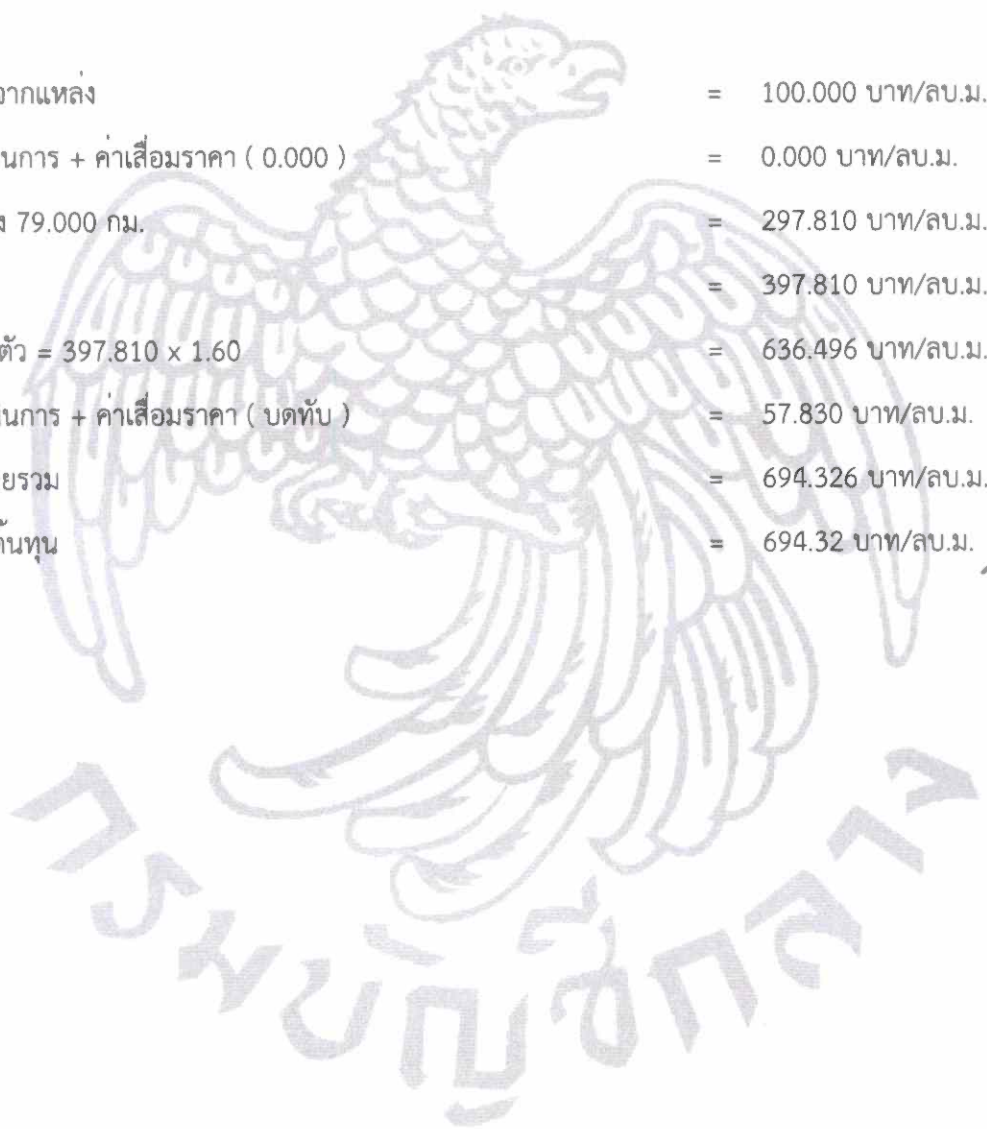 จากแหล่ง = 100.000 บาท/ลบ.ม.
นการ + ค่าเสื่อมราคา ( 0.000 ) = 0.000 บาท/ลบ.ม.
ง 79.000 กม. = 297.810 บาท/ลบ.ม.
= 397.810 บาท/ลบ.ม.
ตัว = 397.810 x 1.60 = 636.496 บาท/ลบ.ม.
นินการ + ค่าเสื่อมราคา ( บดทับ ) = 57.830 บาท/ลบ.ม.
ยรวม = 694.326 บาท/ลบ.ม.
ต้นทุน = 694.32 บาท/ลบ.ม.
กรมบัญชีกลาง